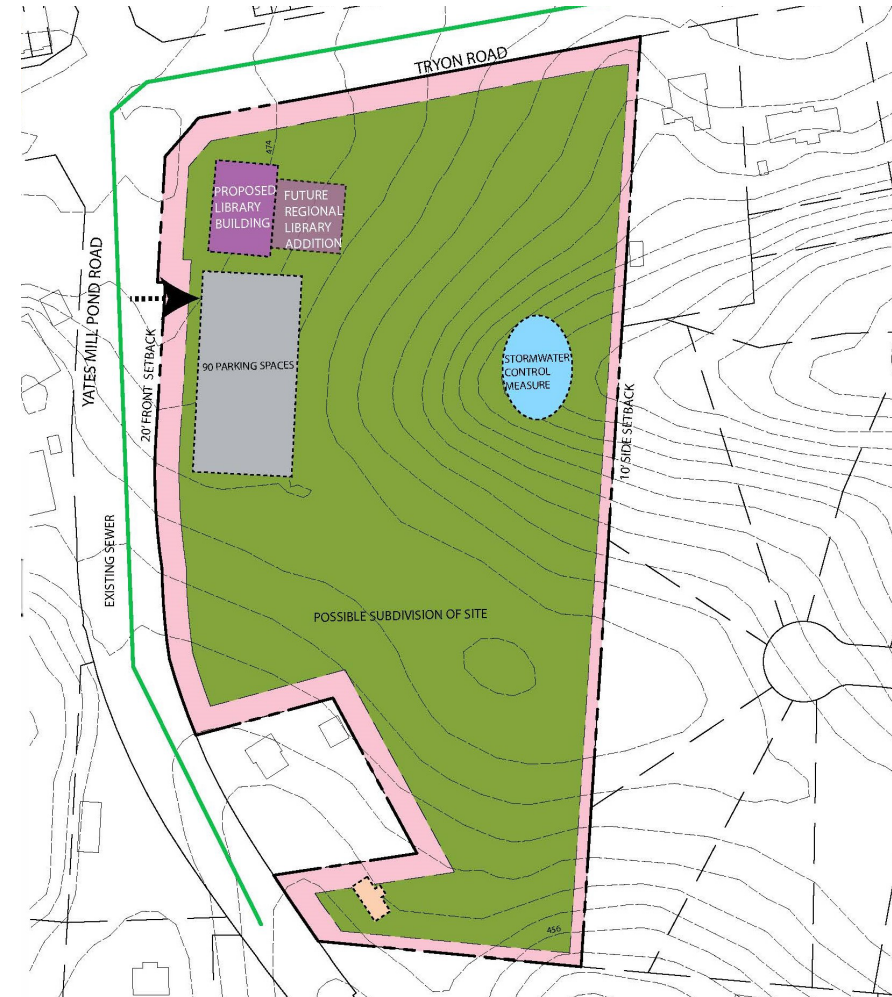 TRYON ROAD
474
PROPOSED
LIBRARY
BUILDING
FUTURE
REGIONAL
LIBRARY
ADDITION
YATES MILL POND ROAD
20' FRONT SETBACK
90 PARKING SPACES
STORMWATER
CONTROL
MEASURE
10' SIDE SETBACK
EXISTING SEWER
POSSIBLE SUBDIVISION OF SITE
456